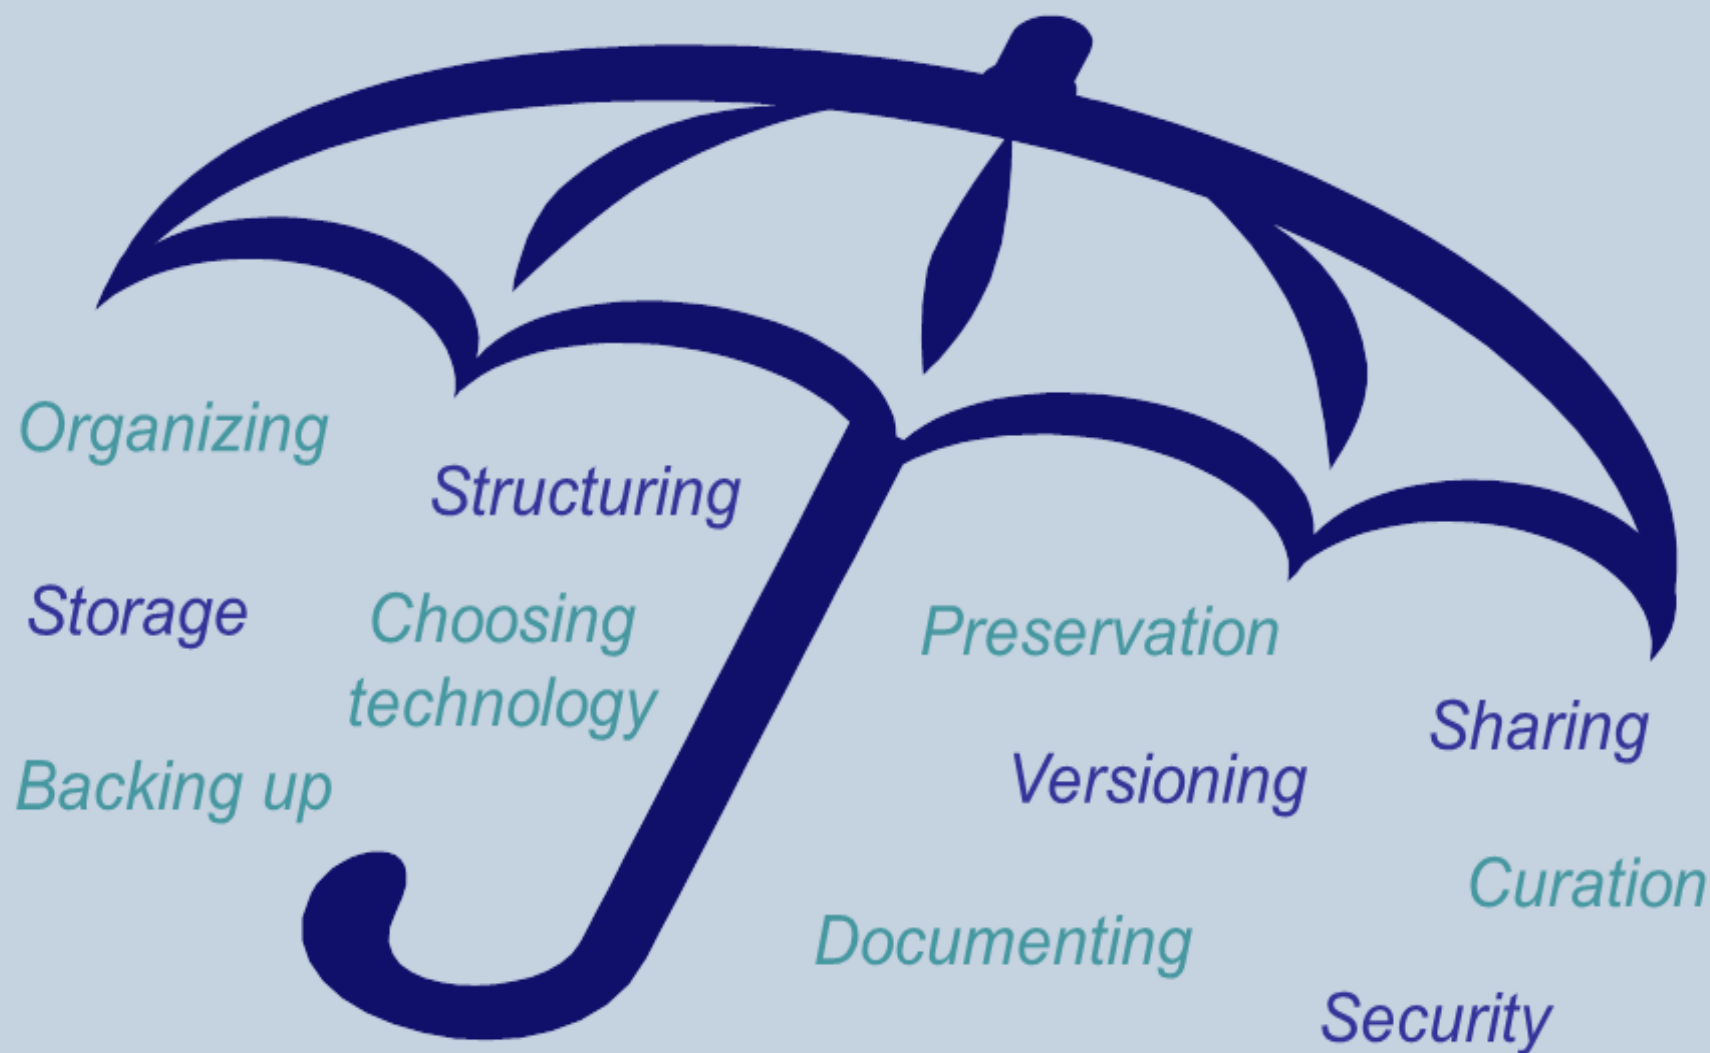 Organizing
Structuring
Storage
Choosing
technology
Backing up
Preservation
Sharing
Versioning
Curation
Documenting
Security